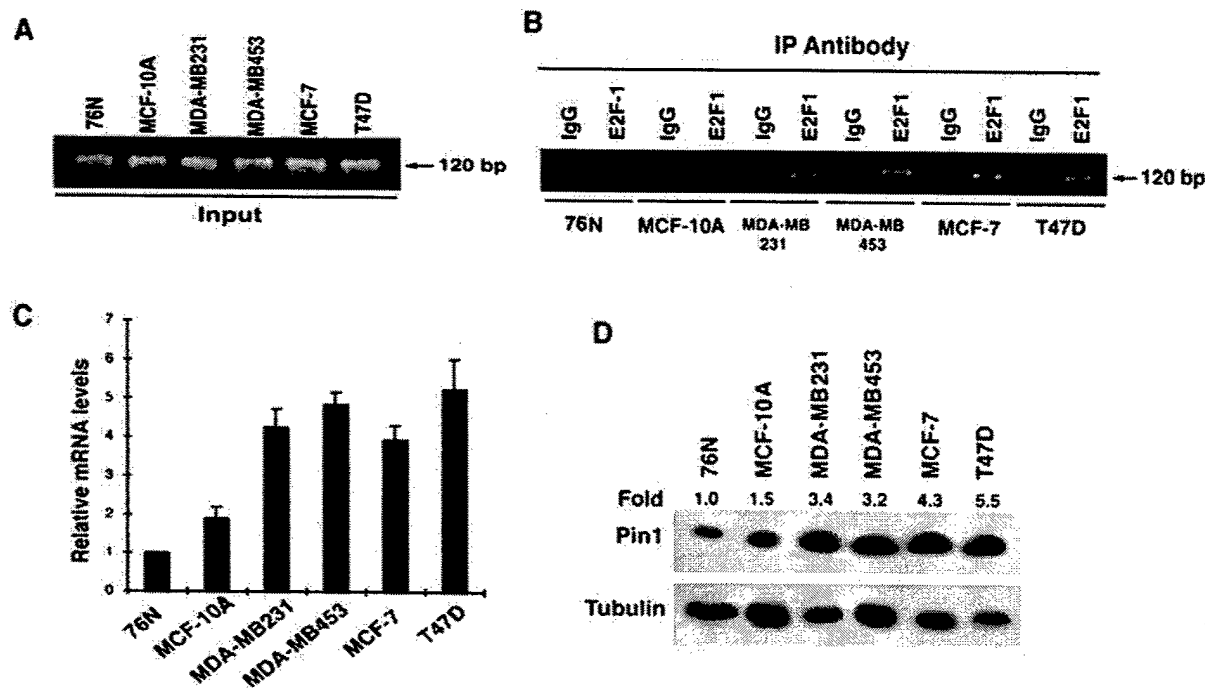 A
76N
MCF-10A
MDA-MB231
MDA-MB453
MCF-7
T47D
120 bp
Input
B
IP Antibody
IgG
E2F-1
IgG
E2F1
IgG
E2F1
IgG
E2F1
IgG
E2F1
IgG
E2F1
120 bp
76N
MCF-10A
MDA-MB
231
MDA-MB
453
MCF-7
T47D
C
Relative mRNA levels
7
6
5
4
3
2
1
0
76N
MCF-10A
MDA-MB231
MDA-MB453
MCF-7
T47D
D
76N
MCF-10A
MDA-MB231
MDA-MB453
MCF-7
T47D
Fold 1.0 1.5 3.4 3.2 4.3 5.5
Pin1
Tubulin